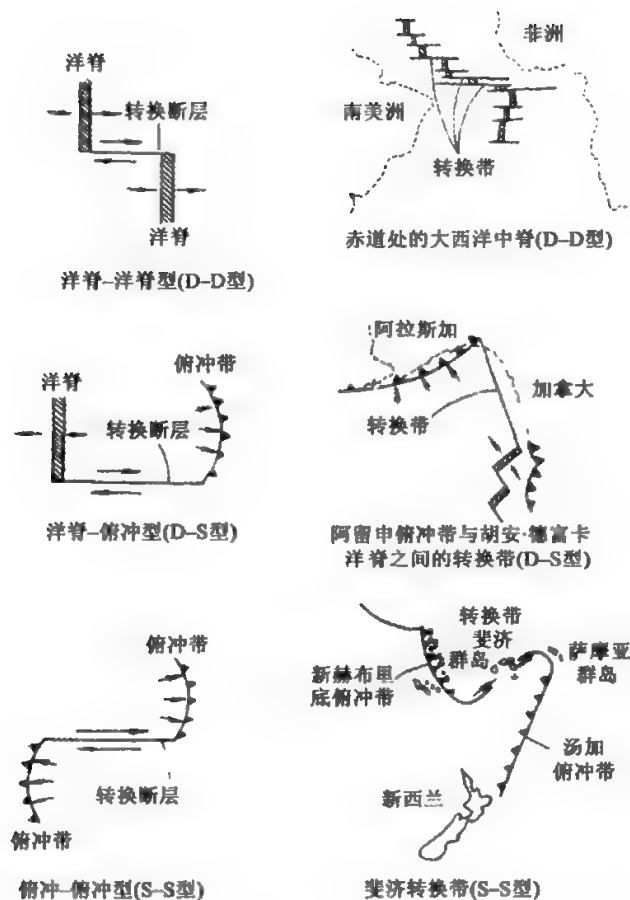 洋脊
转换断层
洋脊
洋脊–洋脊型(D–D型)
非洲
南美洲
转换带
赤道处的大西洋中脊(D–D型)
俯冲带
洋脊
转换断层
洋脊–俯冲型(D–S型)
阿拉斯加
加拿大
转换带
阿留申俯冲带与胡安·德富卡
洋脊之间的转换带(D–S型)
俯冲带
转换断层
俯冲带
俯冲–俯冲型(S–S型)
转换带
斐济
群岛
萨摩亚
群岛
新赫布里
底俯冲带
汤加
俯冲带
新西兰
斐济转换带(S–S型)